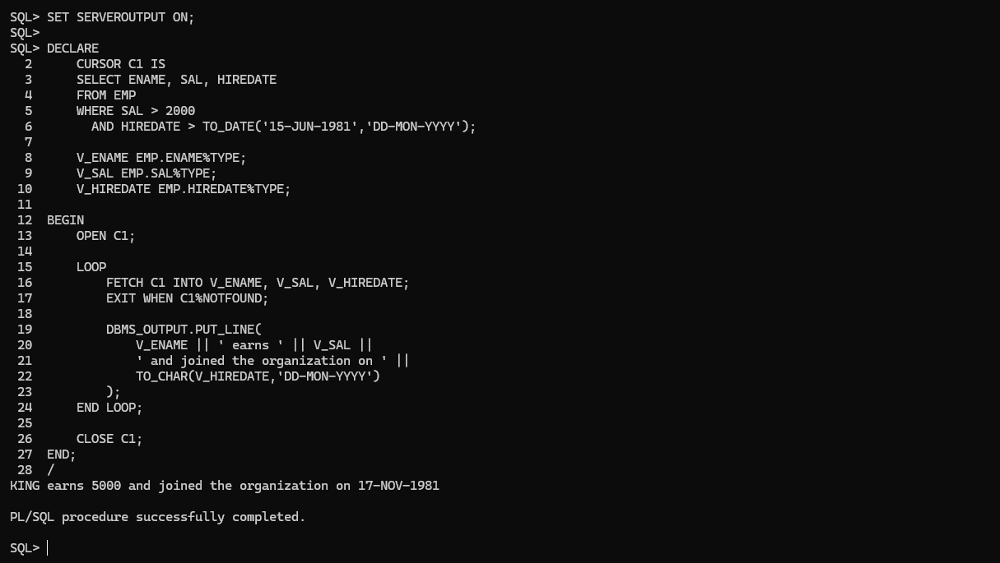 SQL> SET SERVEROUTPUT ON;
SQL>
SQL> DECLARE
  2      CURSOR C1 IS
  3      SELECT ENAME, SAL, HIREDATE
  4      FROM EMP
  5      WHERE SAL > 2000
  6        AND HIREDATE > TO_DATE('15-JUN-1981','DD-MON-YYYY');
  7
  8      V_ENAME EMP.ENAME%TYPE;
  9      V_SAL EMP.SAL%TYPE;
 10      V_HIREDATE EMP.HIREDATE%TYPE;
 11
 12  BEGIN
 13      OPEN C1;
 14
 15      LOOP
 16          FETCH C1 INTO V_ENAME, V_SAL, V_HIREDATE;
 17          EXIT WHEN C1%NOTFOUND;
 18
 19          DBMS_OUTPUT.PUT_LINE(
 20              V_ENAME || ' earns ' || V_SAL ||
 21              ' and joined the organization on ' ||
 22              TO_CHAR(V_HIREDATE,'DD-MON-YYYY')
 23          );
 24      END LOOP;
 25
 26      CLOSE C1;
 27  END;
 28  /
KING earns 5000 and joined the organization on 17-NOV-1981

PL/SQL procedure successfully completed.

SQL>